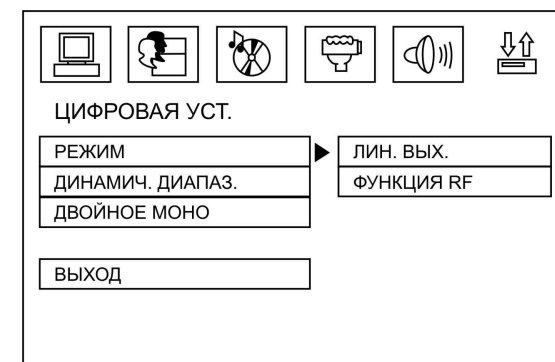 ЦИФРОВАЯ УСТ.
РЕЖИМ
ЛИН. ВЫХ.
ДИНАМИЧ. ДИАПАЗ.
ФУНКЦИЯ RF
ДВОЙНОЕ МОНО
ВЫХОД